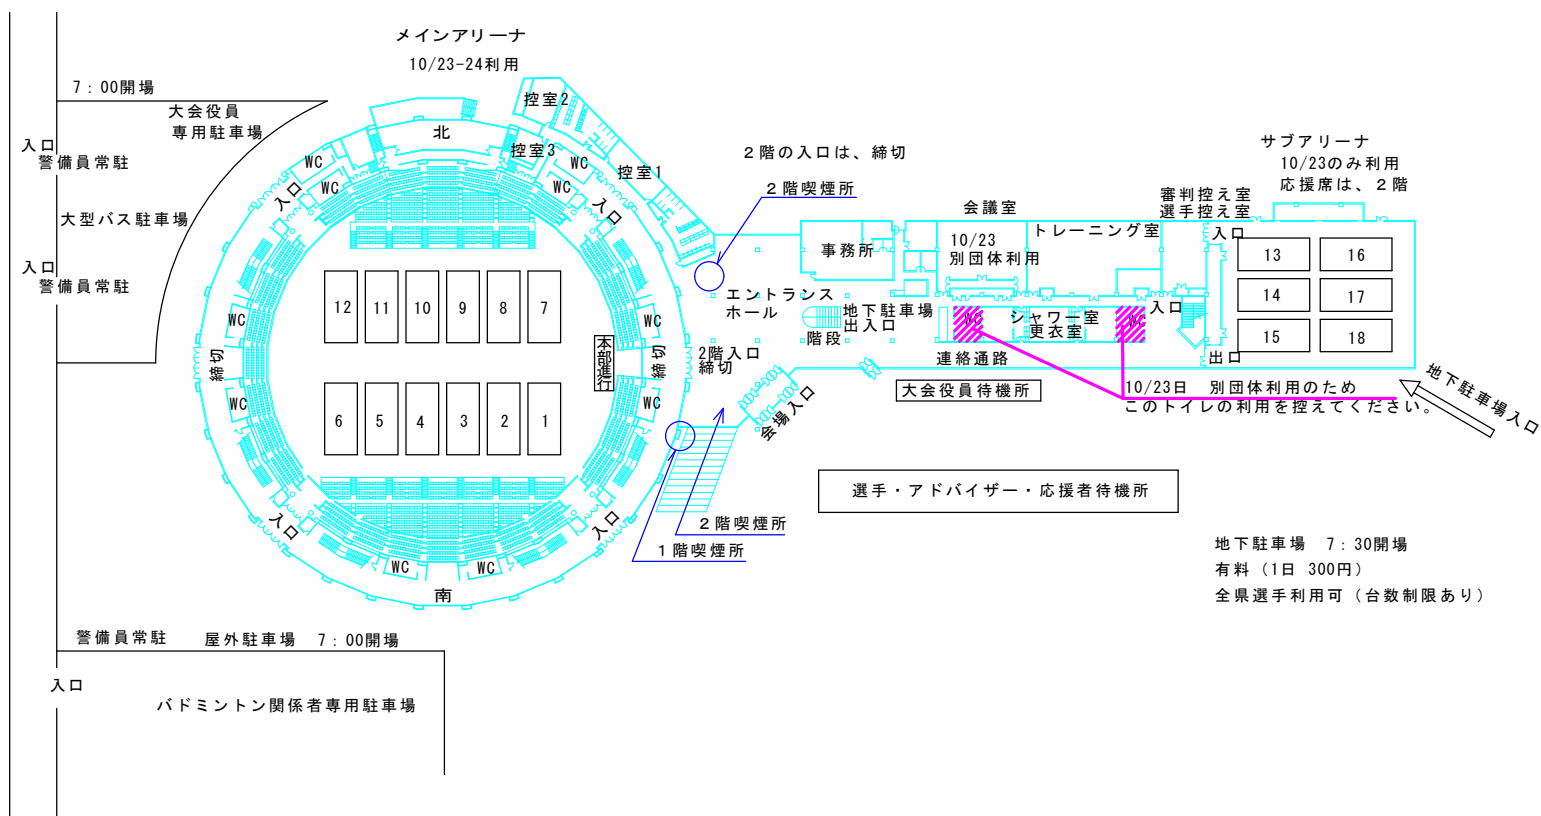 メインアリーナ
10/23-24利用
7：00開場
大会役員
専用駐車場
入口
警備員常駐
大型バス駐車場
入口
警備員常駐
北
控室2
控室3
控室1
WC
WC
WC
WC
入口
入口
2階の入口は、締切
2階喫煙所
12
11
10
9
8
7
6
5
4
3
2
1
本部進行
WC
締切
WC
WC
締切
WC
2階入口
締切
エントランス
ホール
階段
地下駐車場
出入口
事務所
会議室
10/23
別団体利用
トレーニング室
審判控え室
選手控え室
サブアリーナ
10/23のみ利用
応援席は、2階
入口
13
16
14
17
15
18
入口
WC
シャワー室
更衣室
WC
出口
連絡通路
大会役員待機所
会場入口
10/23日　別団体利用のため
このトイレの利用を控えてください。
地下駐車場入口
選手・アドバイザー・応援者待機所
2階喫煙所
1階喫煙所
入口
入口
WC
WC
南
地下駐車場　7：30開場
有料（1日 300円）
全県選手利用可（台数制限あり）
警備員常駐
屋外駐車場　7：00開場
入口
バドミントン関係者専用駐車場